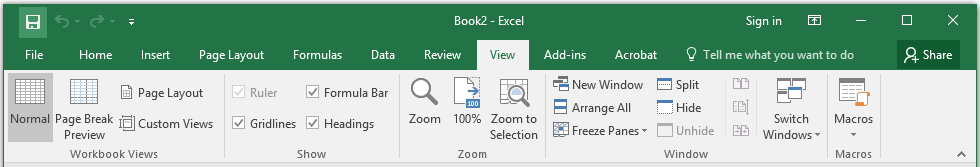 Book2 - Excel
Sign in
File Home Insert Page Layout Formulas Data Review View Add-ins Acrobat Tell me what you want to do Share
Normal
Page Break Preview
Page Layout
Custom Views
Workbook Views
Ruler
Formula Bar
Gridlines
Headings
Show
Zoom
100
100%
Zoom to Selection
Zoom
New Window
Arrange All
Freeze Panes
Split
Hide
Unhide
Switch Windows
Window
Macros
Macros